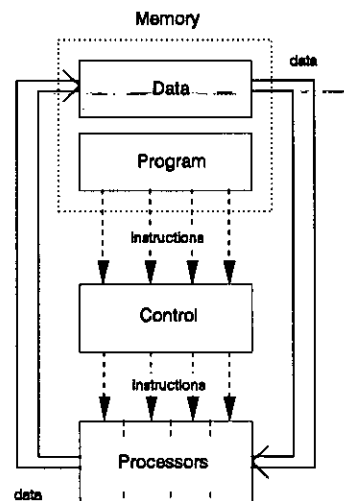 Memory
data
Data
Program
instructions
Control
instructions
Processors
data